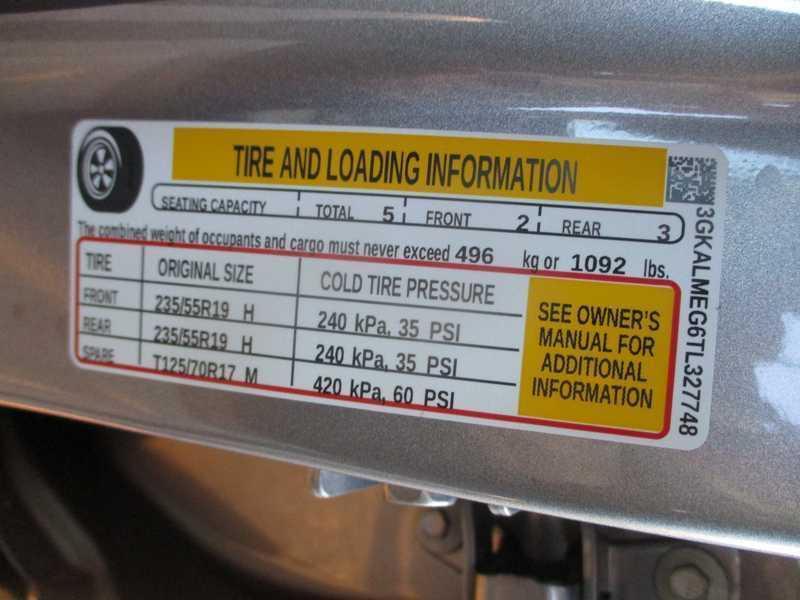 TIRE AND LOADING INFORMATION
SEATING CAPACITY TOTAL 5 FRONT 2 REAR 3
The combined weight of occupants and cargo must never exceed 496 kg or 1092 lbs.
TIRE ORIGINAL SIZE COLD TIRE PRESSURE
FRONT 235/55R19 H 240 kPa, 35 PSI
REAR 235/55R19 H 240 kPa, 35 PSI
SPARE T125/70R17 M 420 kPa, 60 PSI
SEE OWNER'S
MANUAL FOR
ADDITIONAL
INFORMATION
3GKALMEG6TL327748